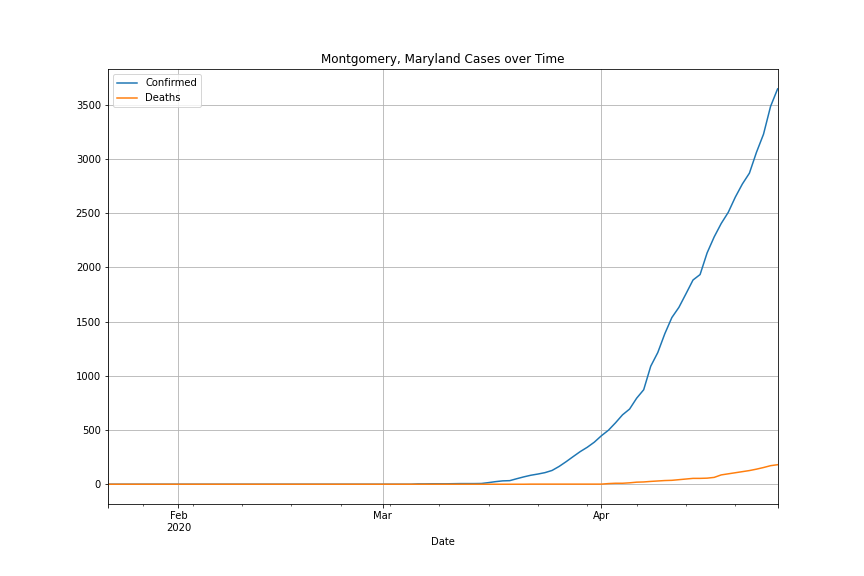 Montgomery, Maryland Cases over Time
Confirmed
Deaths
3500
3000
2500
2000
1500
1000
500
0
Feb
2020
Mar
Apr
Date